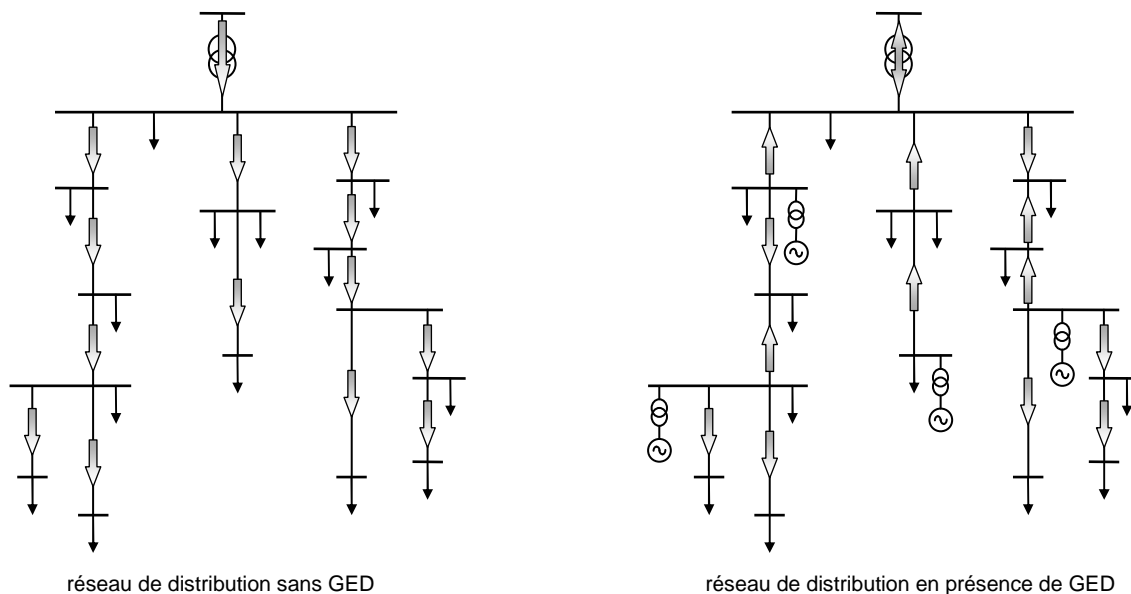 réseau de distribution sans GED
réseau de distribution en présence de GED